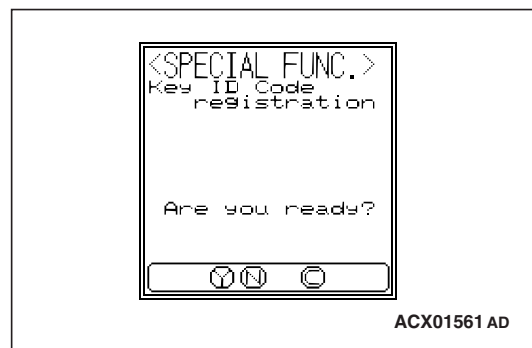 <SPECIAL FUNC.>
Key ID Code
registration
Are you ready?
Y N C
ACX01561 AD